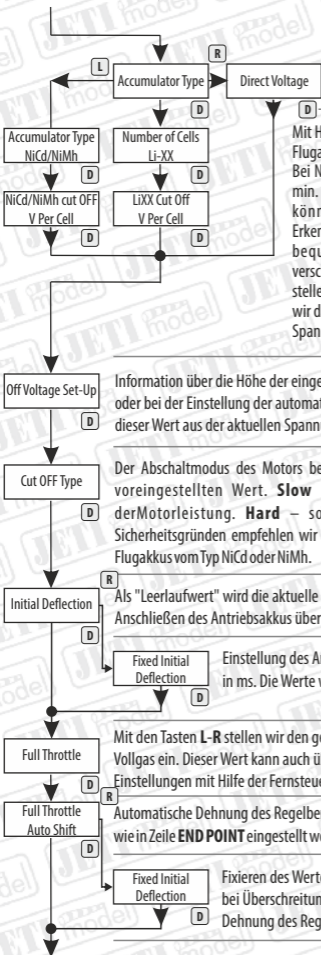 R
L
Accumulator Type
Direct Voltage
D
D
Accumulator Type
NiCd/NiMh
Number of Cells
Li-XX
D
D
NiCd/NiMh cut OFF
V Per Cell
LiXX Cut Off
V Per Cell
D
D
Mit H
Fluga
Bei N
min.
könn
Erker
bequ
versc
stelle
wir d
Span
Off Voltage Set-Up
D
Information über die Höhe der einge
oder bei der Einstellung der automat
dieser Wert aus der aktuellen Spann
Cut OFF Type
D
Der Abschaltmodus des Motors be
voreingestellten Wert. Slow
derMotorleistung. Hard – so
Sicherheitsgründen empfehlen wir
Flugakkus vom Typ NiCd oder NiMh.
R
Initial Deflection
D
Als "Leerlaufwert" wird die aktuelle
Anschließen des Antriebsakkus über
Fixed Initial
Deflection
D
Einstellung des A
in ms. Die Werte v
Full Throttle
D
Mit den Tasten L-R stellen wir den g
Vollgas ein. Dieser Wert kann auch ü
Einstellungen mit Hilfe der Fernsteue
R
Full Throttle
Auto Shift
D
Automatische Dehnung des Regelbe
wie in Zeile END POINT eingestellt w
Fixed Initial
Deflection
D
Fixieren des Werte
bei Überschreitun
Dehnung des Reg
JETI model